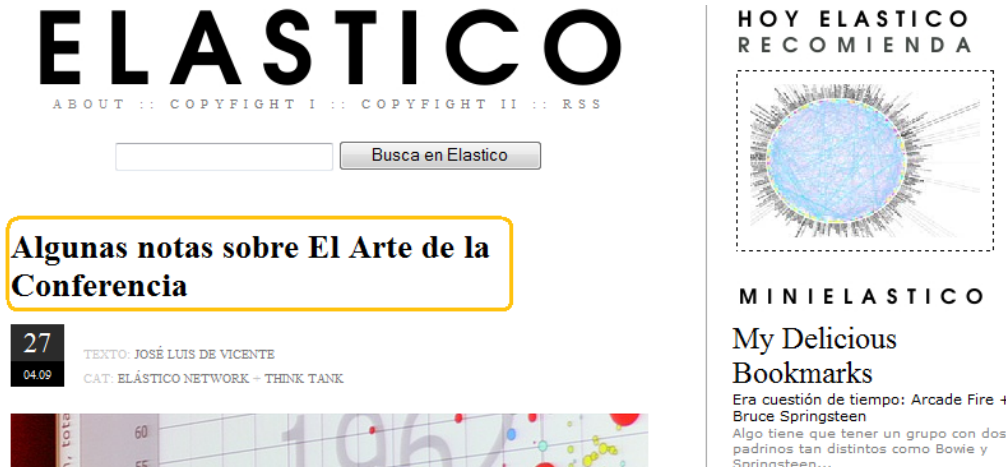 ELASTICO
ABOUT :: COPYFIGHT I :: COPYFIGHT II :: RSS
Busca en Elastico
Algunas notas sobre El Arte de la
Conferencia
27
04.09
TEXTO: JOSÉ LUIS DE VICENTE
CAT: ELÁSTICO NETWORK + THINK TANK
60
1967
HOY ELASTICO
RECOMIENDA
MINIELASTICO
My Delicious
Bookmarks
Era cuestión de tiempo: Arcade Fire +
Bruce Springsteen
Algo tiene que tener un grupo con dos
padrinos tan distintos como Bowie y
Springsteen...